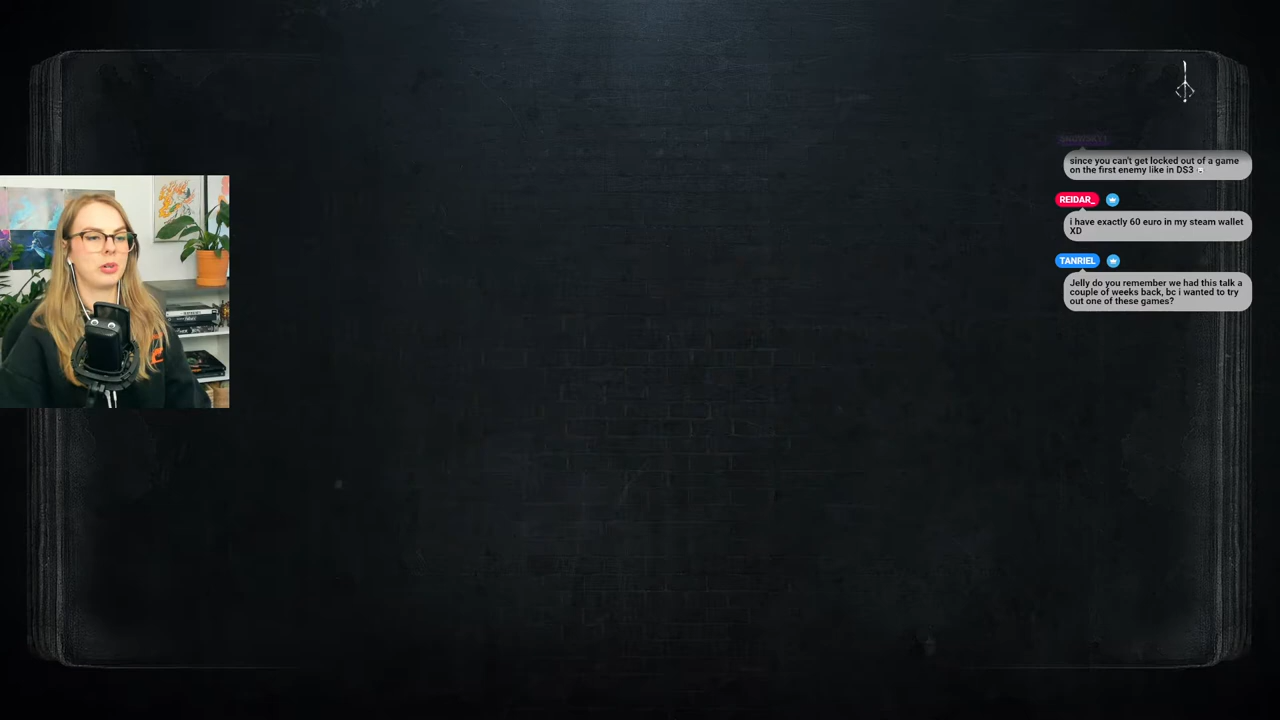 since you can't get locked out of a game
on the first enemy like in DS3
REIDAR_
i have exactly 60 euro in my steam wallet
XD
TANRIEL
Jelly do you remember we had this talk a
couple of weeks back, bc i wanted to try
out one of these games?